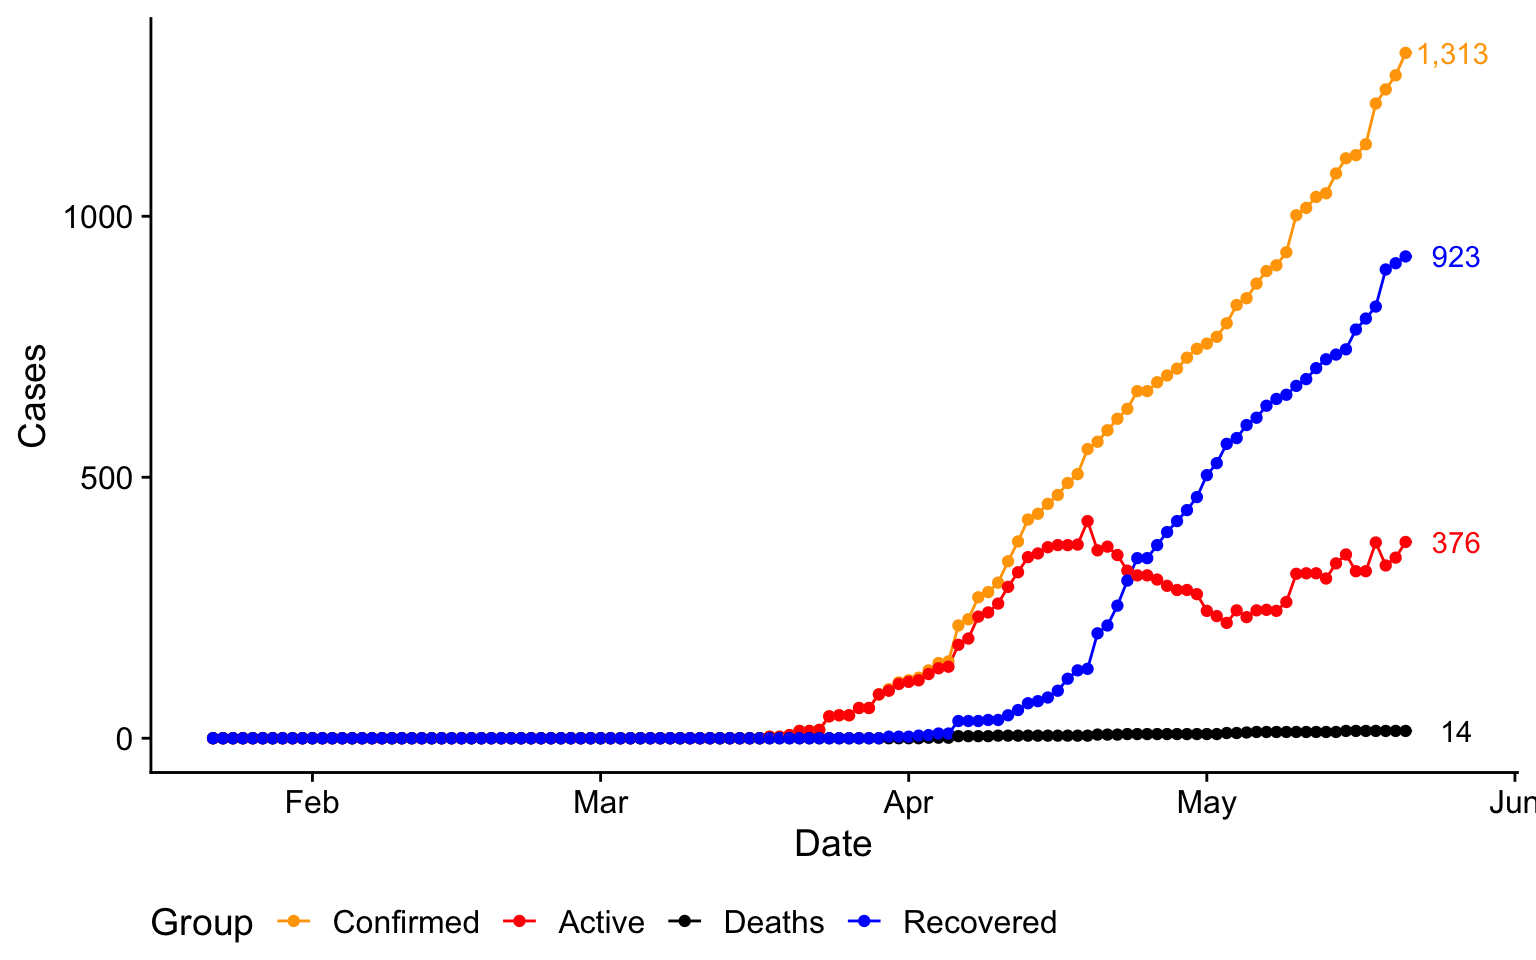 1,313
1000
923
Cases
500
376
0
14
Feb Mar Apr May Jun
Date
Group Confirmed Active Deaths Recovered